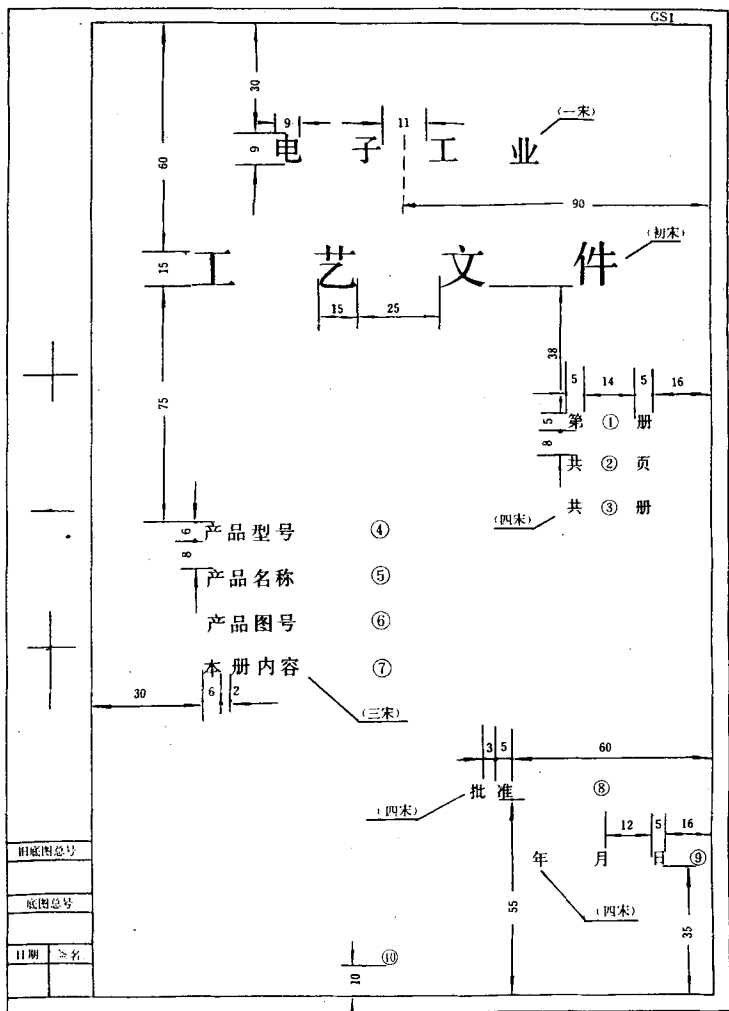 GS1
30
9
11
(一宋)
电子工业
9
60
90
(初宋)
工艺文件
15
15
25
38
5
14
5
16
75
5
第 ① 册
8
共 ② 页
共 ③ 册
(四宋)
6
产品型号 ④
8
产品名称 ⑤
产品图号 ⑥
本册内容 ⑦
30
6
2
(三宋)
3
5
60
批准 ⑧
(四宋)
12
5
16
旧底图总号
年 月 日 ⑨
底图总号
55
(四宋)
35
日期 签名
10
⑩